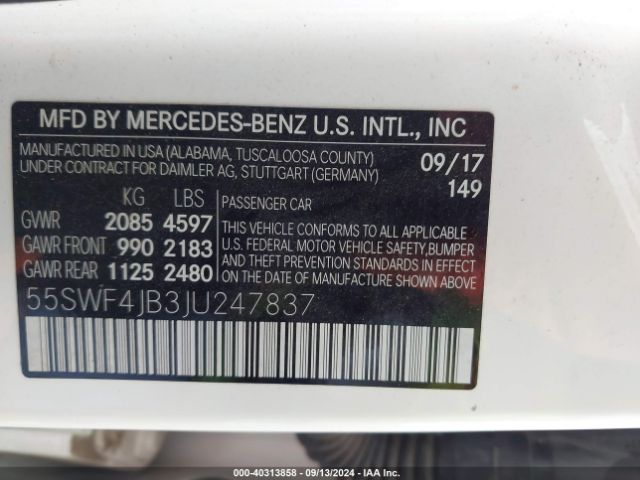 MFD BY MERCEDES-BENZ U.S. INTL., INC
MANUFACTURED IN USA (ALABAMA, TUSCALOOSA COUNTY)
UNDER CONTRACT FOR DAIMLER AG, STUTTGART (GERMANY)
09/17
149
KG LBS
GVWR 2085 4597
GAWR FRONT 990 2183
GAWR REAR 1125 2480
PASSENGER CAR
THIS VEHICLE CONFORMS TO ALL APPLICABLE
U.S. FEDERAL MOTOR VEHICLE SAFETY,BUMPER
AND THEFT PREVENTION STANDARDS IN EFFECT
ON THE DATE OF MANUFACTURE SHOWN ABOVE
55SWF4JB3JU247837
000-40313858 - 09/13/2024 - IAA Inc.